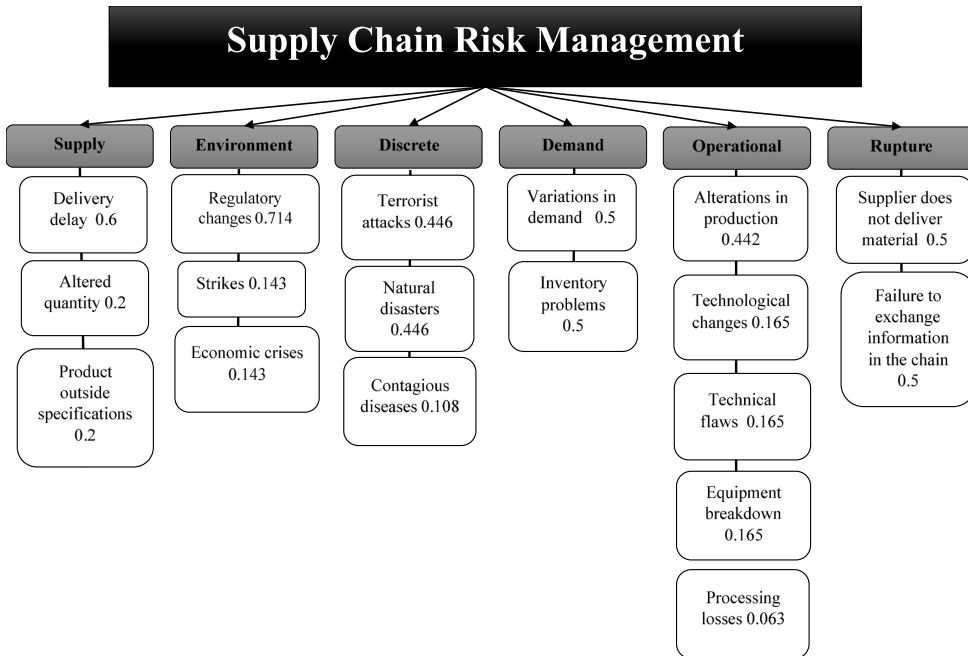 Supply Chain Risk Management
Supply
Delivery
delay 0.6
Altered
quantity 0.2
Product
outside
specifications
0.2
Environment
Regulatory
changes 0.714
Strikes 0.143
Economic crises
0.143
Discrete
Terrorist
attacks 0.446
Natural
disasters
0.446
Contagious
diseases 0.108
Demand
Variations in
demand 0.5
Inventory
problems
0.5
Operational
Alterations in
production
0.442
Technological
changes 0.165
Technical
flaws 0.165
Equipment
breakdown
0.165
Processing
losses 0.063
Rupture
Supplier does
not deliver
material 0.5
Failure to
exchange
information
in the chain
0.5